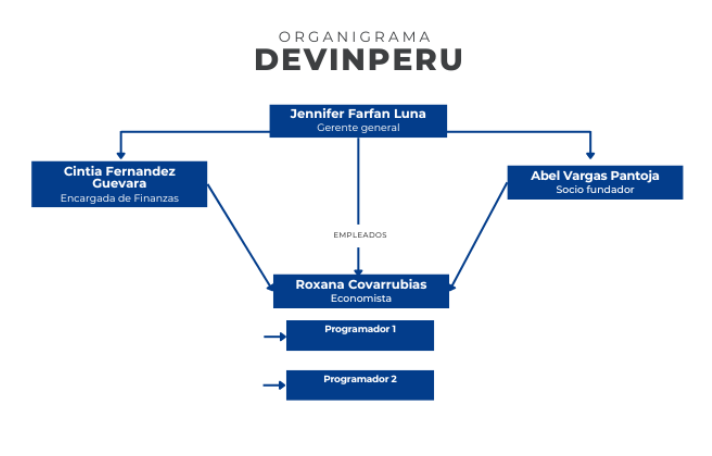 ORGANIGRAMA
DEVINPERU
Jennifer Farfan Luna
Gerente general
Cintia Fernandez
Guevara
Encargada de Finanzas
Abel Vargas Pantoja
Socio fundador
EMPLEADOS
Roxana Covarrubias
Economista
Programador 1
Programador 2